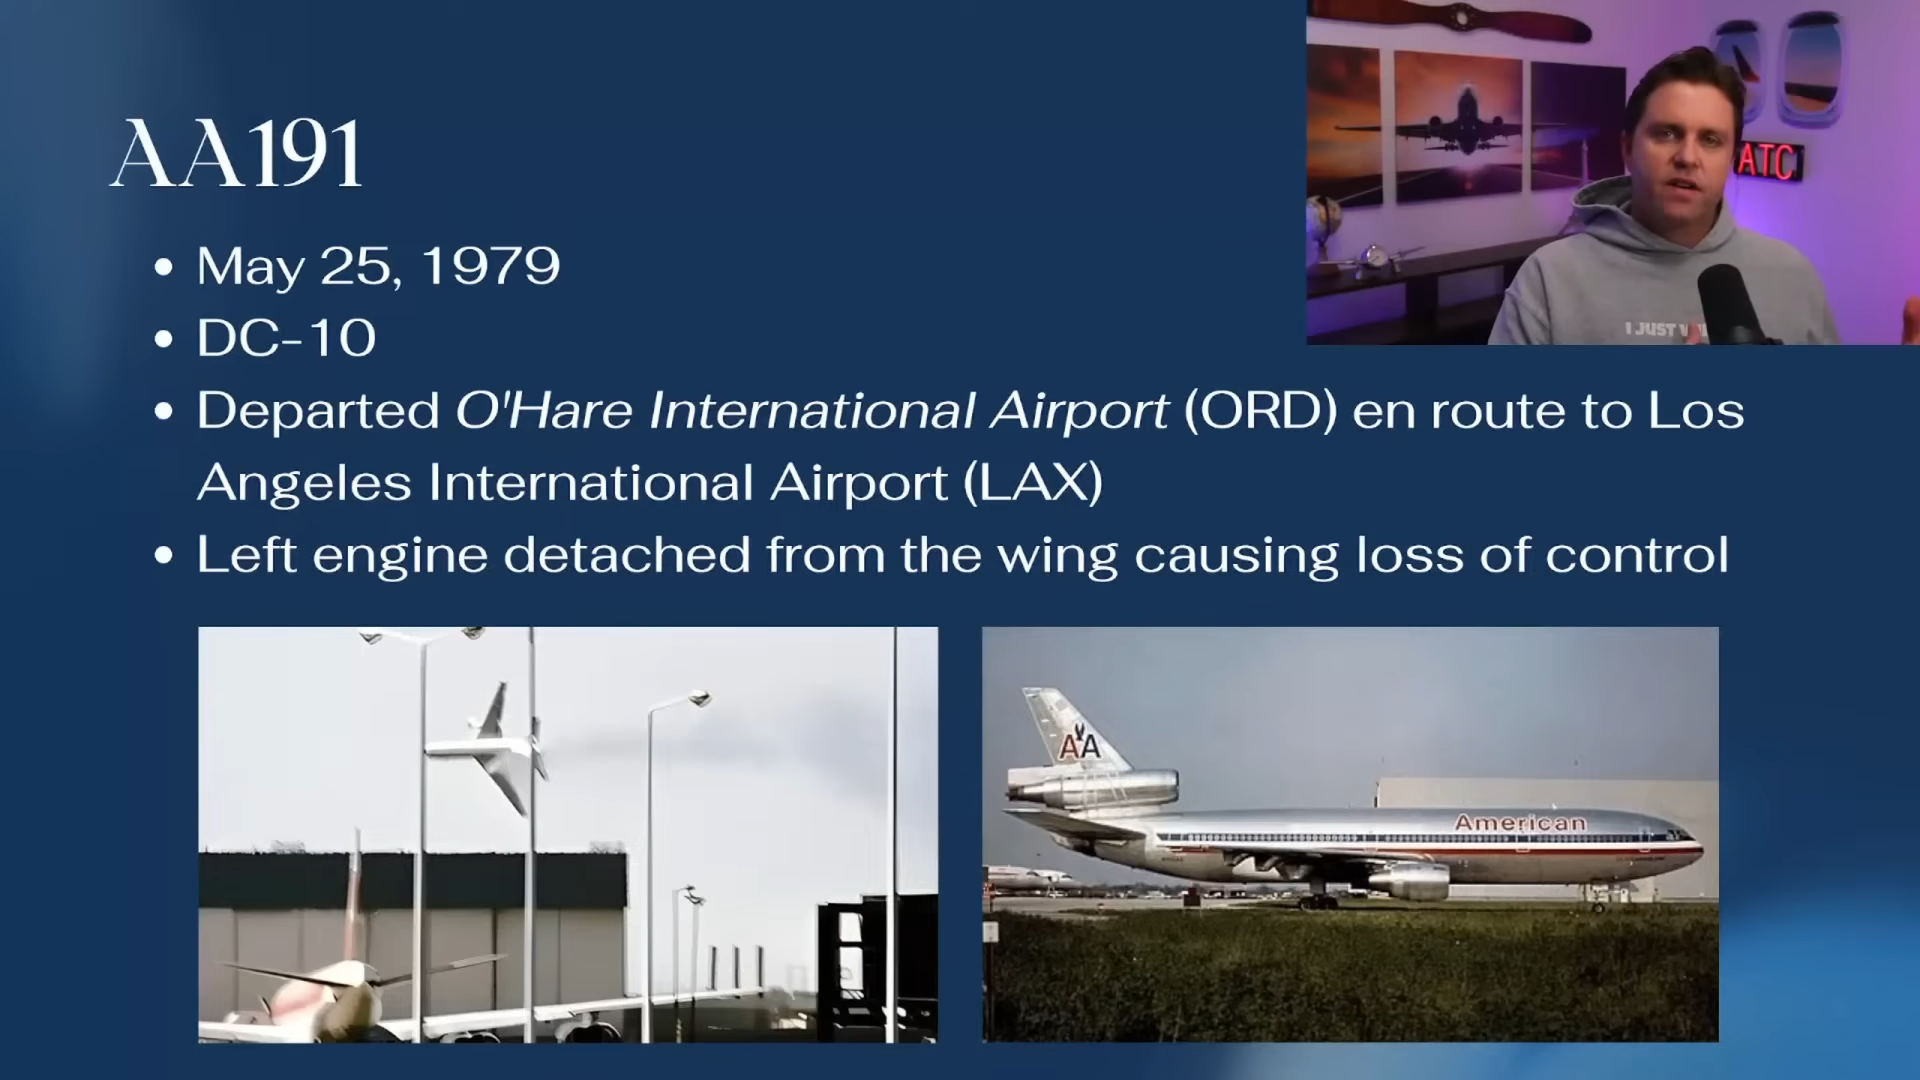 AA191
ATC
I JUST
• May 25, 1979
• DC-10
• Departed O'Hare International Airport (ORD) en route to Los
Angeles International Airport (LAX)
• Left engine detached from the wing causing loss of control
AA
American